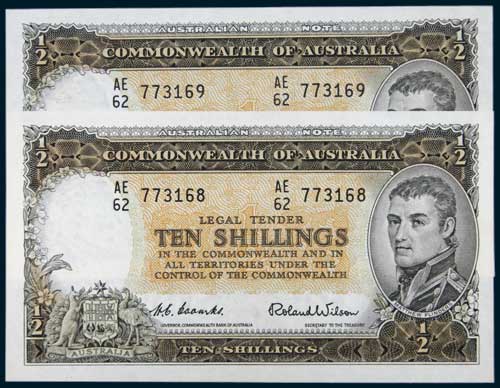 AUSTRALIAN NOTE
1/2 COMMONWEALTH OF AUSTRALIA 1/2
AE 62 773169 AE 62 773169
AUSTRALIAN NOTE
1/2 COMMONWEALTH OF AUSTRALIA 1/2
AE 62 773168 AE 62 773168
LEGAL TENDER
TEN SHILLINGS
IN THE COMMONWEALTH AND IN
ALL TERRITORIES UNDER THE
CONTROL OF THE COMMONWEALTH
MATTHEW FLINDERS
H.C. Coombs Roland Wilson
GOVERNOR, COMMONWEALTH BANK OF AUSTRALIA SECRETARY TO THE TREASURY
1/2 AUSTRALIA TEN SHILLINGS 1/2